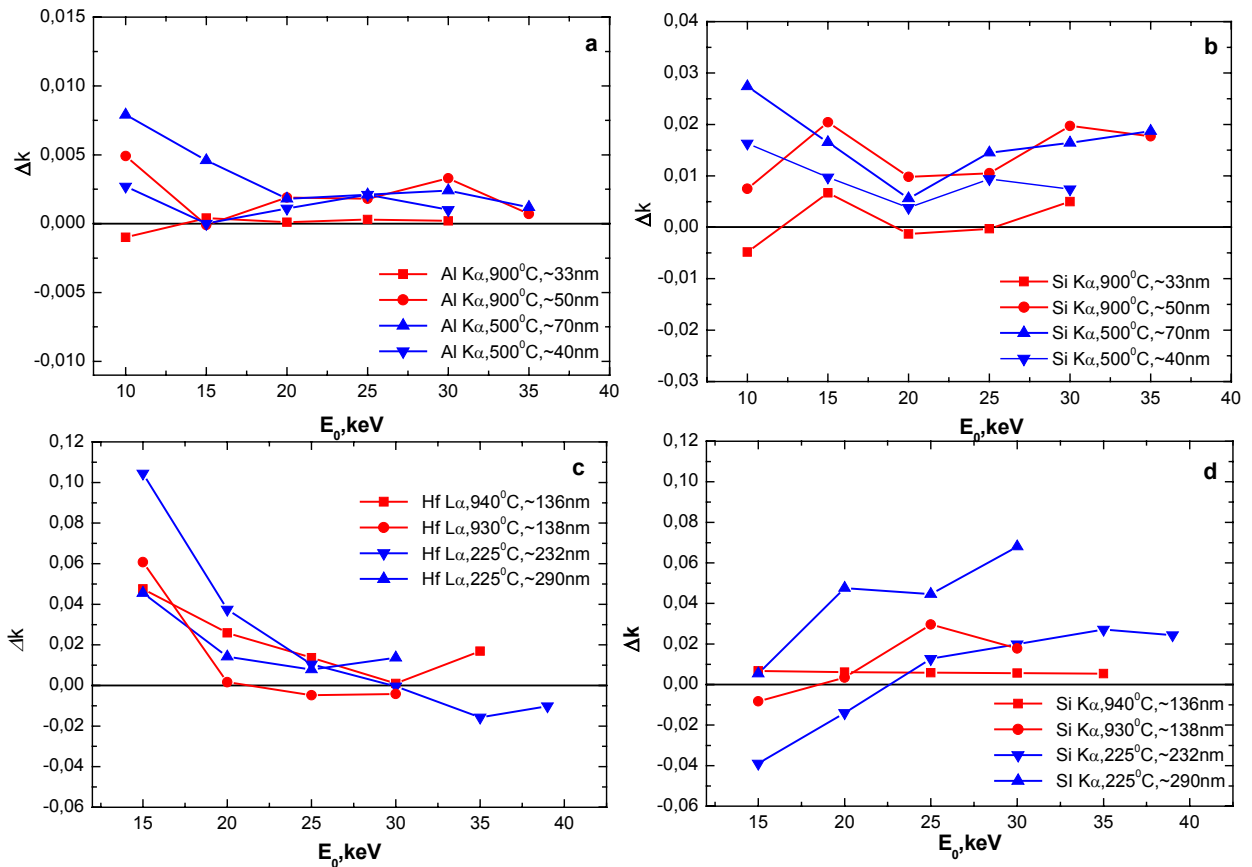 a
0,015
0,010
0,005
0,000
-0,005
-0,010
Δk
Al Kα,900⁰C,~33nm
Al Kα,900⁰C,~50nm
Al Kα,500⁰C,~70nm
Al Kα,500⁰C,~40nm
10 15 20 25 30 35 40
E₀,keV
b
0,04
0,03
0,02
0,01
0,00
-0,01
-0,02
-0,03
Δk
Si Kα,900⁰C,~33nm
Si Kα,900⁰C,~50nm
Si Kα,500⁰C,~70nm
Si Kα,500⁰C,~40nm
10 15 20 25 30 35 40
E₀,keV
c
0,12
0,10
0,08
0,06
0,04
0,02
0,00
-0,02
-0,04
-0,06
Δk
Hf Lα,940⁰C,~136nm
Hf Lα,930⁰C,~138nm
Hf Lα,225⁰C,~232nm
Hf Lα,225⁰C,~290nm
15 20 25 30 35 40
E₀,keV
d
0,12
0,10
0,08
0,06
0,04
0,02
0,00
-0,02
-0,04
-0,06
Δk
Si Kα,940⁰C,~136nm
Si Kα,930⁰C,~138nm
Si Kα,225⁰C,~232nm
SI Kα,225⁰C,~290nm
15 20 25 30 35 40
E₀,keV